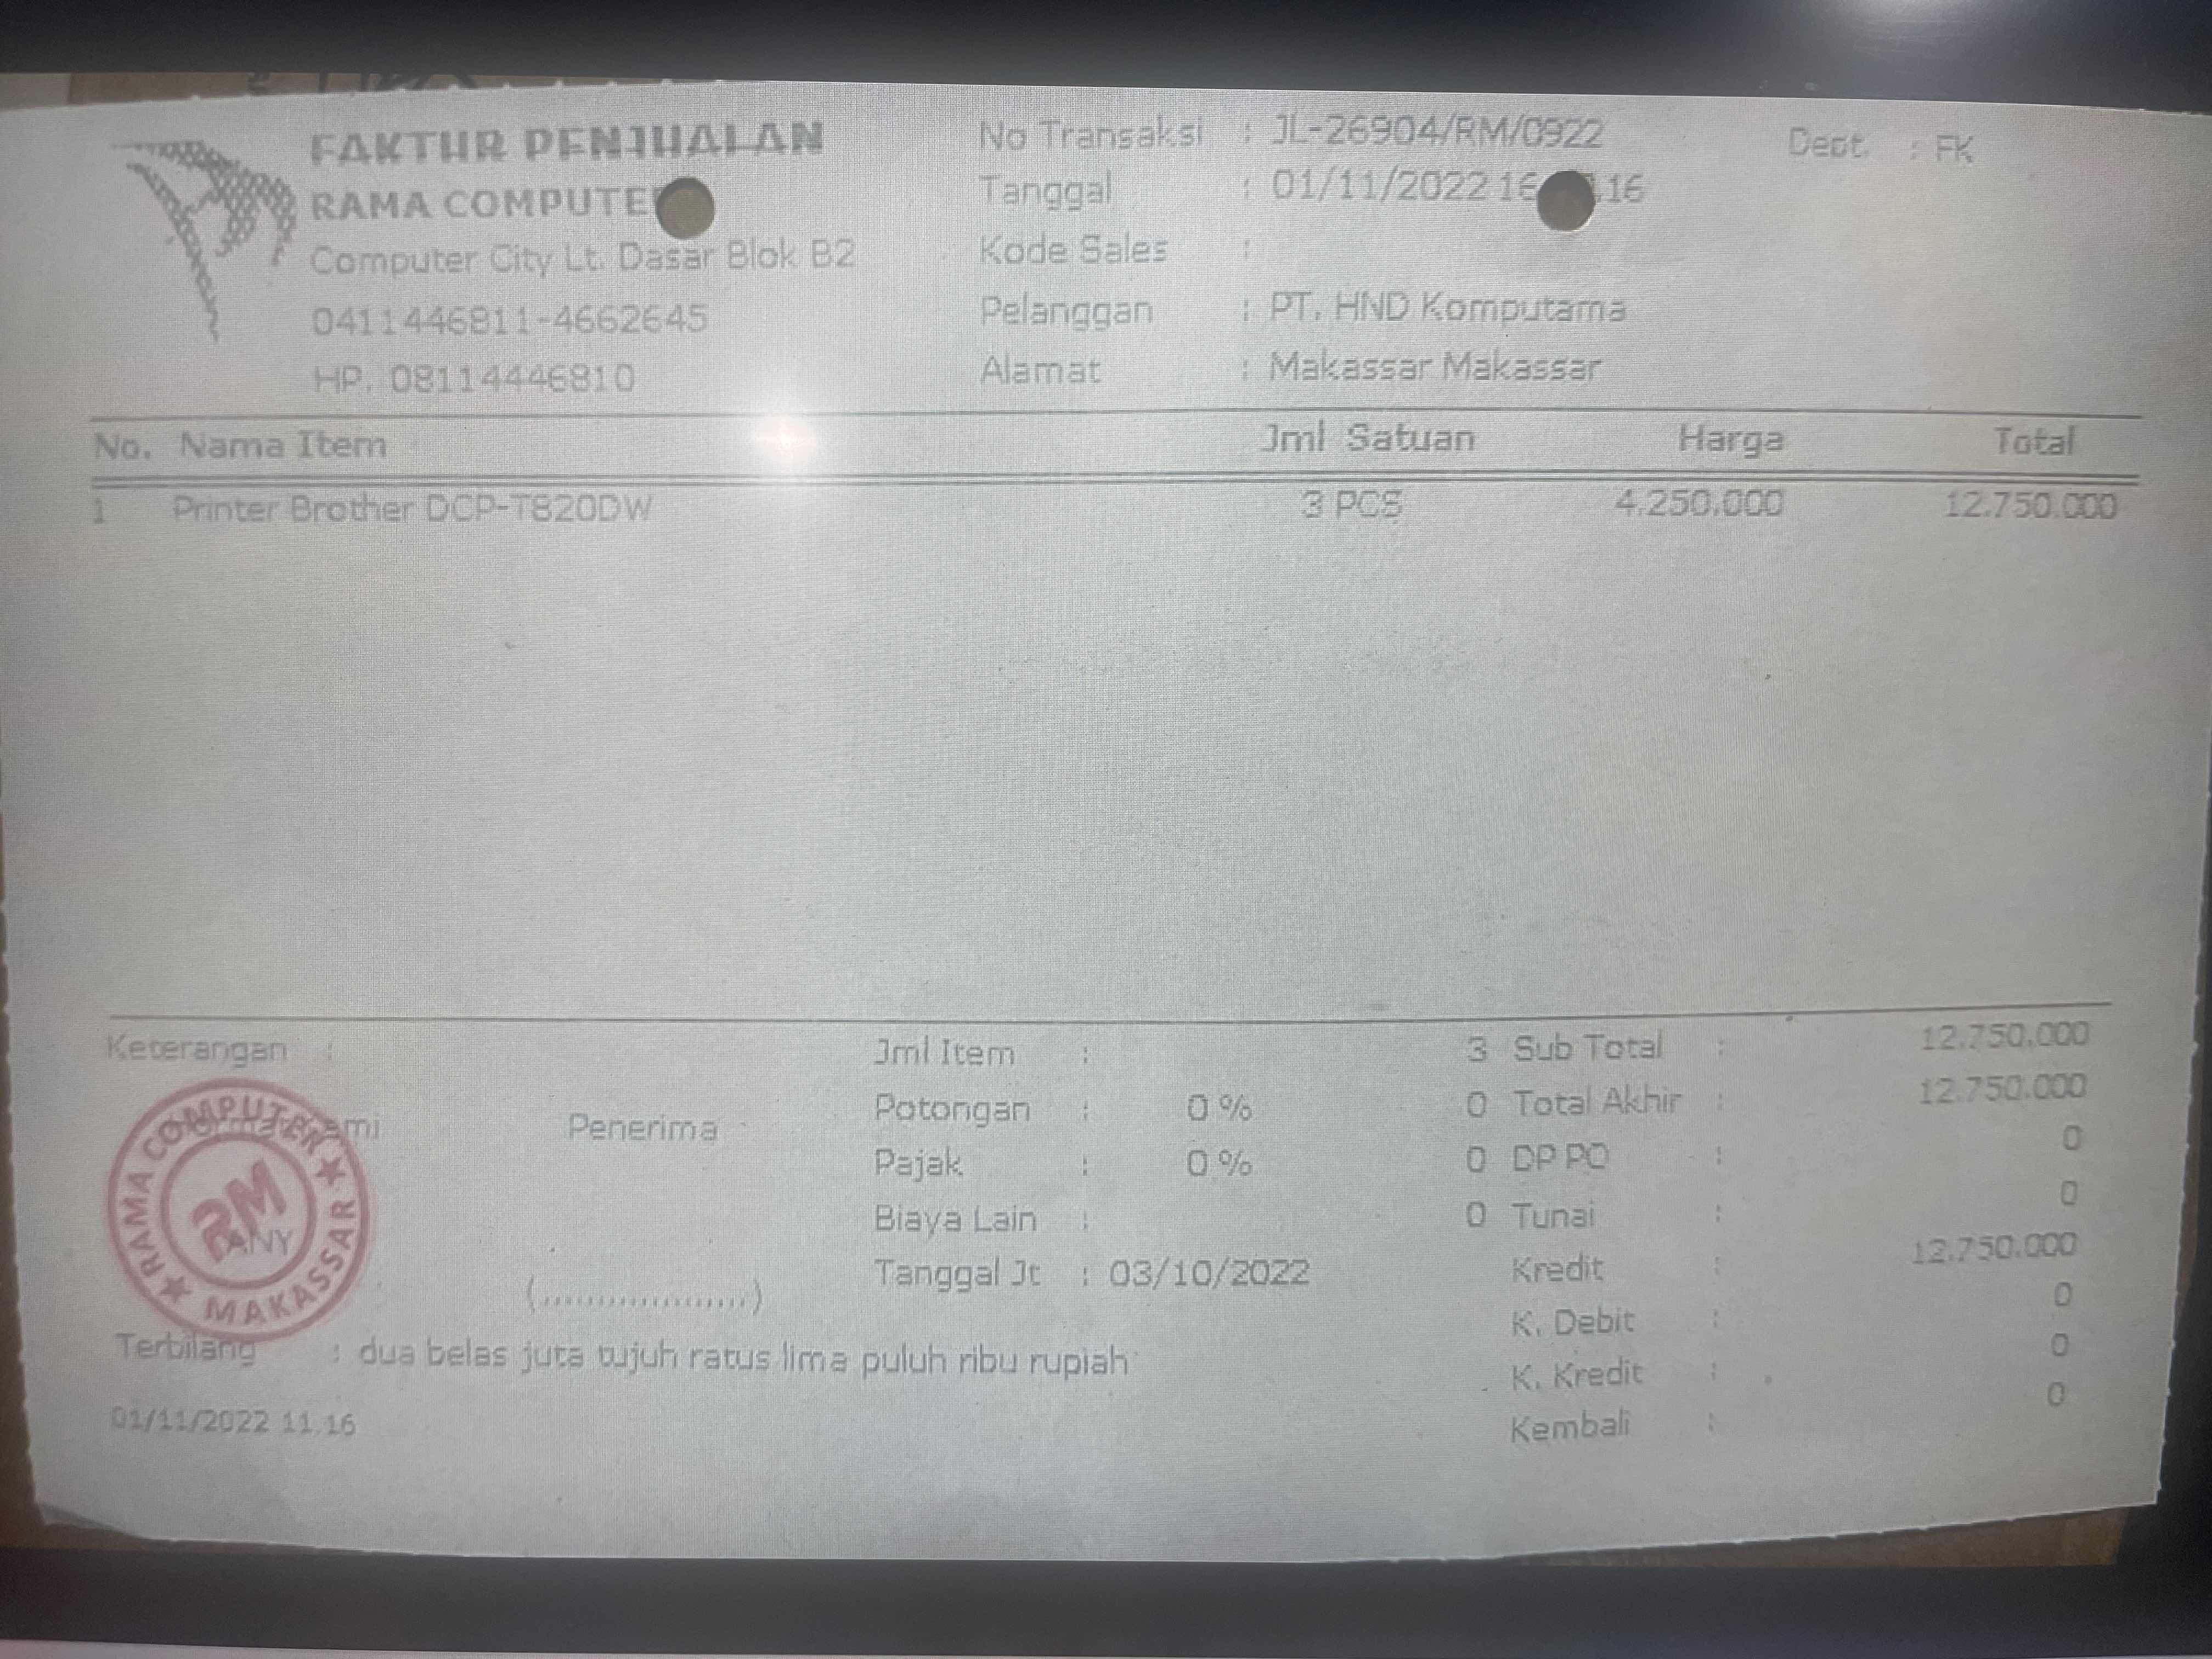 FAKTUR PENJUALAN
RAMA COMPUTE
Computer City Lt. Dasar Blok B2
0411446811-4662645
HP. 08114446810
No Transaksi : JL-26904/RM/0922
Tanggal : 01/11/2022 16 .16
Kode Sales :
Pelanggan : PT. HND Komputama
Alamat : Makassar Makassar
Dept. : FK
No. Nama Item Jml Satuan Harga Total
1 Printer Brother DCP-T820DW 3 PCS 4.250.000 12.750.000
Keterangan :
Penerima
RAMA COMPUTER MAKASSAR
RM
ANY
(....................)
Jml Item : 3
Potongan : 0 % 0
Pajak : 0 % 0
Biaya Lain : 0
Tanggal Jt : 03/10/2022
Sub Total : 12.750.000
Total Akhir : 12.750.000
DP PO : 0
Tunai : 0
Kredit : 12.750.000
K. Debit : 0
K. Kredit : 0
Kembali : 0
Terbilang : dua belas juta tujuh ratus lima puluh ribu rupiah
01/11/2022 11.16